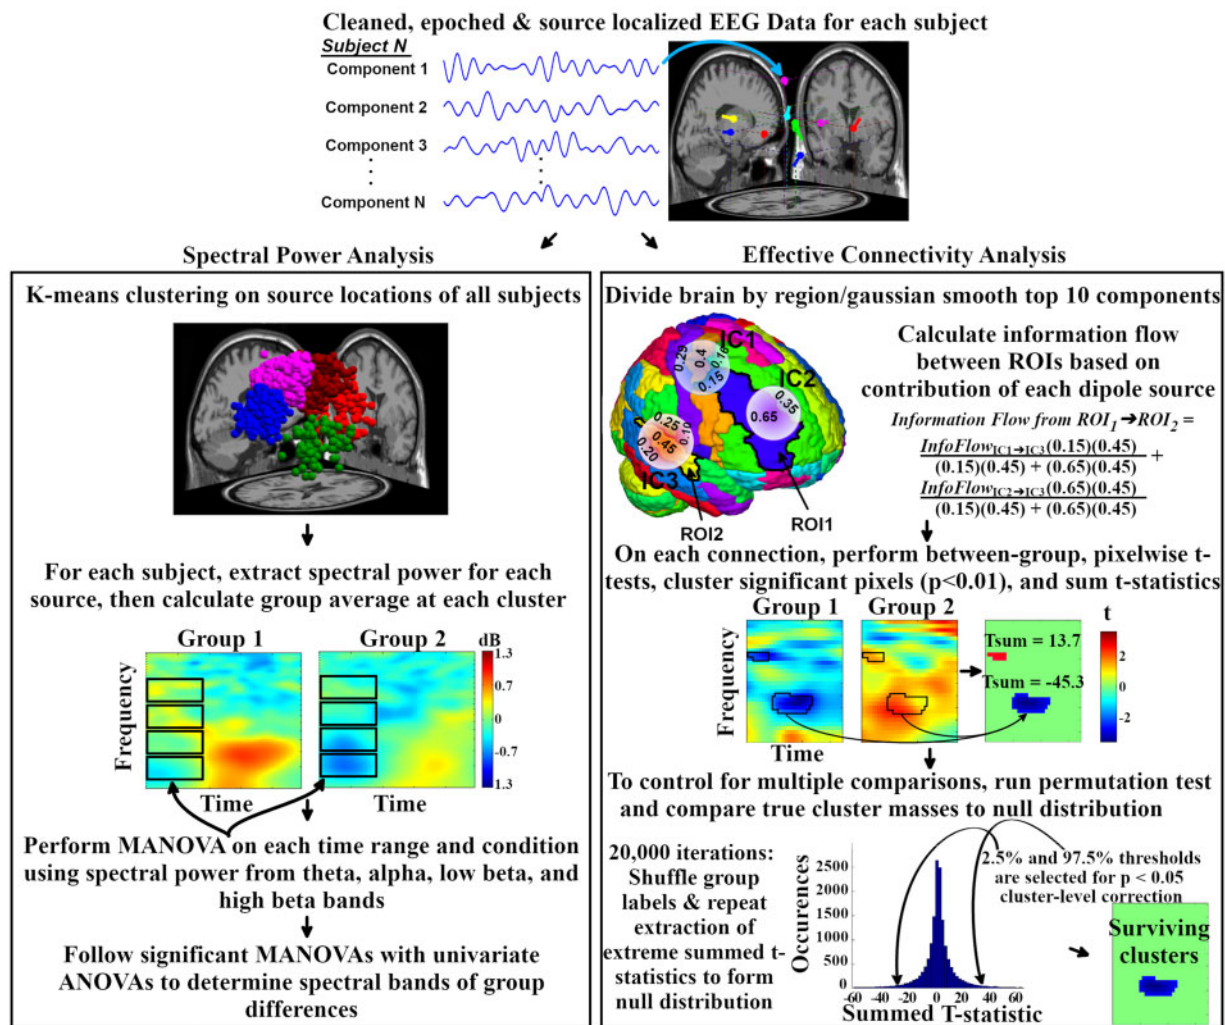 Cleaned, epoched & source localized EEG Data for each subject
Subject N
Component 1
Component 2
Component 3
Component N
Spectral Power Analysis
K-means clustering on source locations of all subjects
For each subject, extract spectral power for each
source, then calculate group average at each cluster
Group 1
Group 2
dB
1.3
0.7
0
-0.7
1.3
Frequency
Time
Time
Perform MANOVA on each time range and condition
using spectral power from theta, alpha, low beta, and
high beta bands
Follow significant MANOVAs with univariate
ANOVAs to determine spectral bands of group
differences
Effective Connectivity Analysis
Divide brain by region/gaussian smooth top 10 components
IC1
0.29
0.4
0.16
0.15
IC2
0.35
0.65
0.25
0.10
0.45
0.20
IC3
ROI2
ROI1
Calculate information flow
between ROIs based on
contribution of each dipole source
Information Flow from ROI1→ROI2 =
InfoFlowIC1→IC3(0.15)(0.45) +
(0.15)(0.45) + (0.65)(0.45)
InfoFlowIC2→IC3(0.65)(0.45)
(0.15)(0.45) + (0.65)(0.45)
On each connection, perform between-group, pixelwise t-
tests, cluster significant pixels (p<0.01), and sum t-statistics
Group 1
Group 2
t
Tsum = 13.7
Tsum = -45.3
2
0
-2
Frequency
Time
To control for multiple comparisons, run permutation test
and compare true cluster masses to null distribution
20,000 iterations:
Shuffle group
labels & repeat
extraction of
extreme summed t-
statistics to form
null distribution
Occurences
2500
2000
1500
1000
500
0
-60 -40 -20 0 20 40 60
Summed T-statistic
2.5% and 97.5% thresholds
are selected for p < 0.05
cluster-level correction
Surviving
clusters